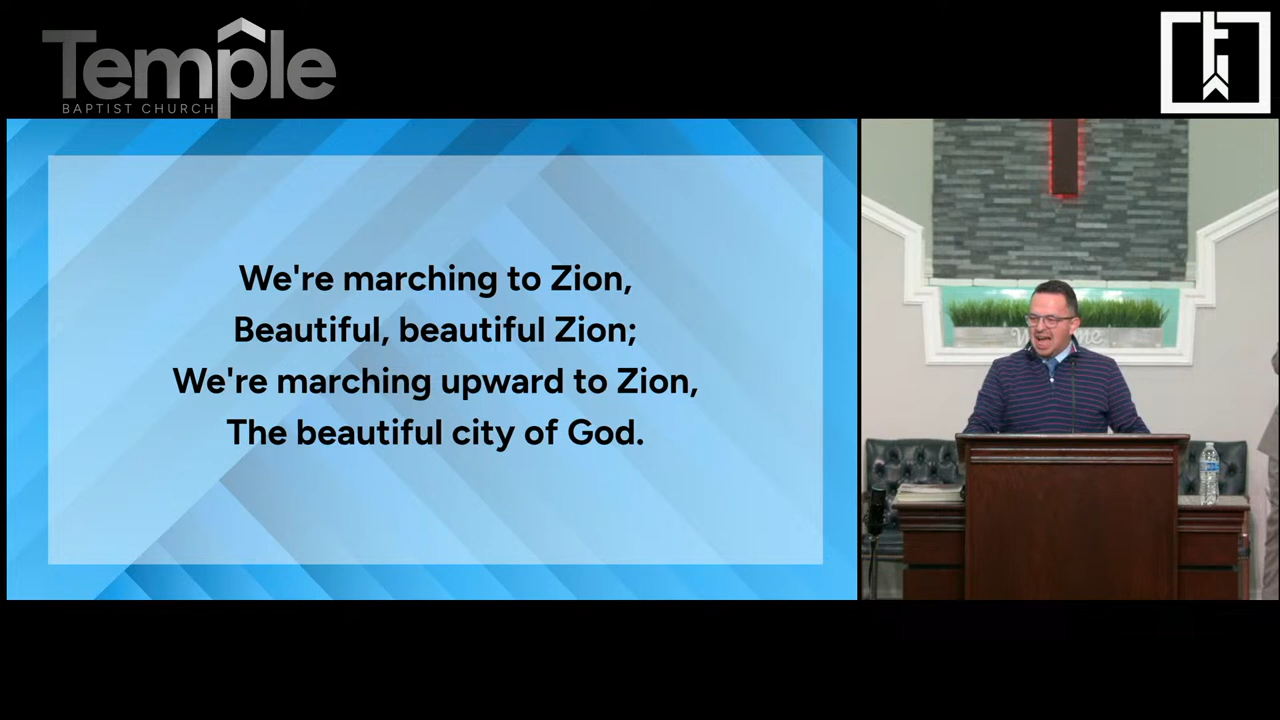 Temple
BAPTIST CHURCH
We're marching to Zion,
Beautiful, beautiful Zion;
We're marching upward to Zion,
The beautiful city of God.